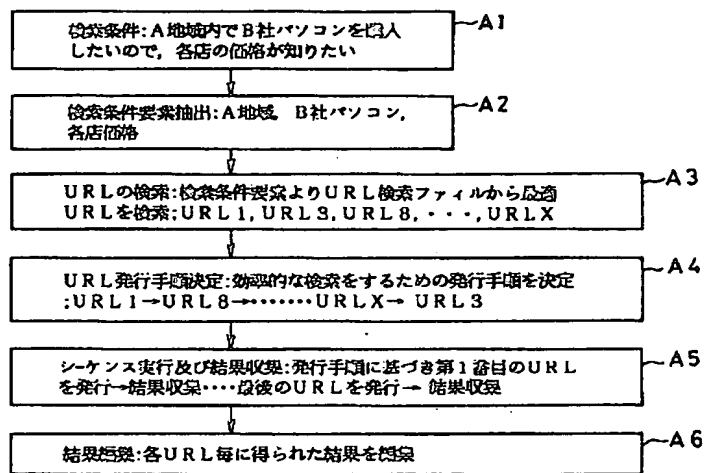 検索条件:A地域内でB社パソコンを購入 A1
したいので,各店の価格が知りたい
検索条件要素抽出:A地域, B社パソコン, A2
各店価格
URLの検索:検索条件要素よりURL検索ファイルから最適 A3
URLを検索;URL1,URL3,URL8,・・・,URLX
URL発行手順決定:効率的な検索をするための発行手順を決定 A4
;URL1→URL8→・・・・・・・URLX→ URL3
シーケンス実行及び結果収集:発行手順に基づき第1番目のURL A5
を発行→結果収集・・・・最後のURLを発行→ 結果収集
結果編集:各URL毎に得られた結果を編集 A6